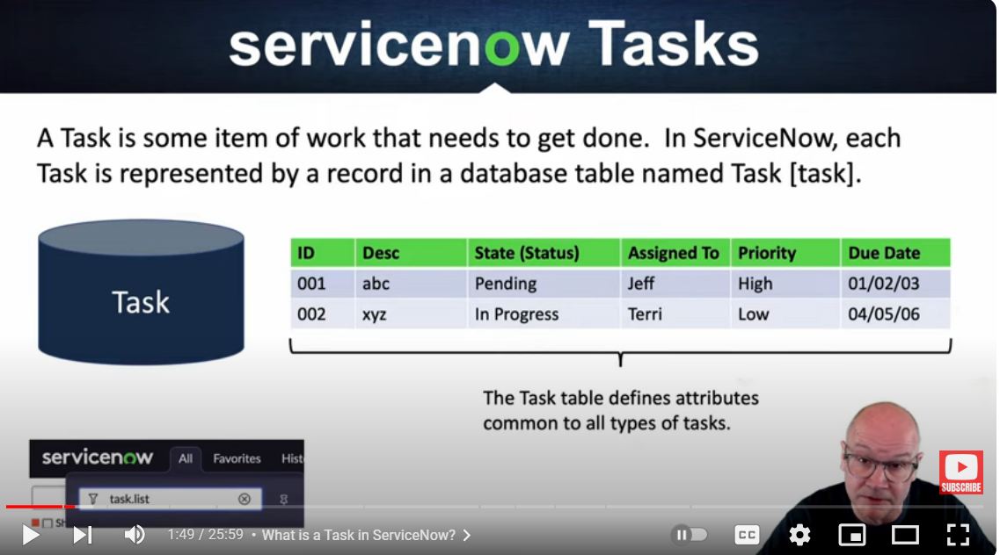 servicenow Tasks
A Task is some item of work that needs to get done. In ServiceNow, each
Task is represented by a record in a database table named Task [task].
Task
ID Desc State (Status) Assigned To Priority Due Date
001 abc Pending Jeff High 01/02/03
002 xyz In Progress Terri Low 04/05/06
The Task table defines attributes
common to all types of tasks.
servicenow All Favorites Hist
task.list
Sh
SUBSCRIBE
1:49 / 25:59 • What is a Task in ServiceNow?
CC